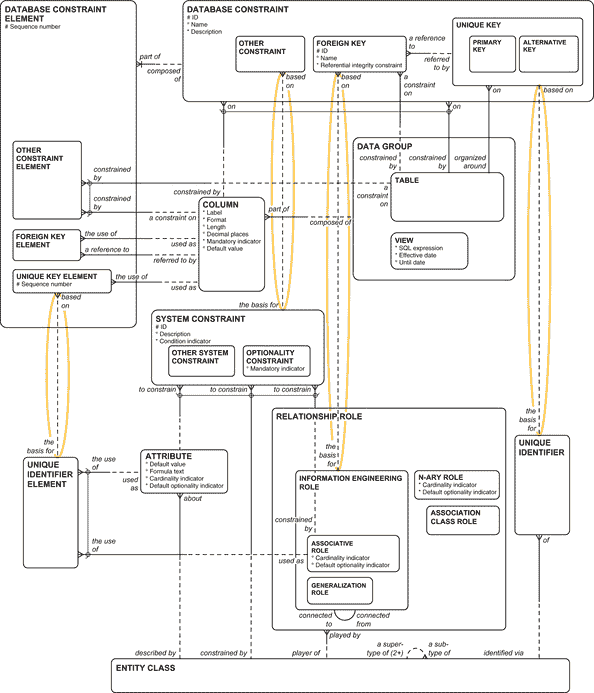 DATABASE CONSTRAINT
ELEMENT
# Sequence number
DATABASE CONSTRAINT
# ID
* Name
* Description
OTHER
CONSTRAINT
FOREIGN KEY
# ID
* Name
* Referential integrity constraint
a reference
to
referred to
by
UNIQUE KEY
PRIMARY
KEY
ALTERNATIVE
KEY
part of
composed
of
based
on
based
on
a
constraint
on
on
based on
on
on
DATA GROUP
constrained
by
constrained
by
organized
around
TABLE
a
constraint
on
VIEW
* SQL expression
* Effective date
* Until date
OTHER
CONSTRAINT
ELEMENT
constrained
by
constrained
by
constrained by
a constraint on
COLUMN
* Label
* Format
* Length
* Decimal places
* Mandatory indicator
* Default value
part of
composed of
FOREIGN KEY
ELEMENT
the use of
used as
a reference to
referred to by
UNIQUE KEY ELEMENT
# Sequence number
the use of
used as
based
on
the basis for
SYSTEM CONSTRAINT
# ID
* Description
* Condition indicator
OTHER SYSTEM
CONSTRAINT
OPTIONALITY
CONSTRAINT
* Mandatory indicator
to constrain
to constrain
to constrain
RELATIONSHIP ROLE
the
basis for
the
basis
for
the
basis
for
UNIQUE
IDENTIFIER
ELEMENT
the use
of
used
as
ATTRIBUTE
* Default value
* Formula text
* Cardinality indicator
* Default optionality indicator
about
INFORMATION ENGINEERING
ROLE
constrained
by
N-ARY ROLE
* Cardinality indicator
* Default optionality indicator
ASSOCIATION
CLASS ROLE
UNIQUE
IDENTIFIER
of
the use
of
used as
ASSOCIATIVE
ROLE
* Cardinality indicator
* Default optionality indicator
GENERALIZATION
ROLE
connected
to
connected
from
played by
described by
constrained by
player of
a super-
type of (2+)
a sub-
type of
identified via
ENTITY CLASS